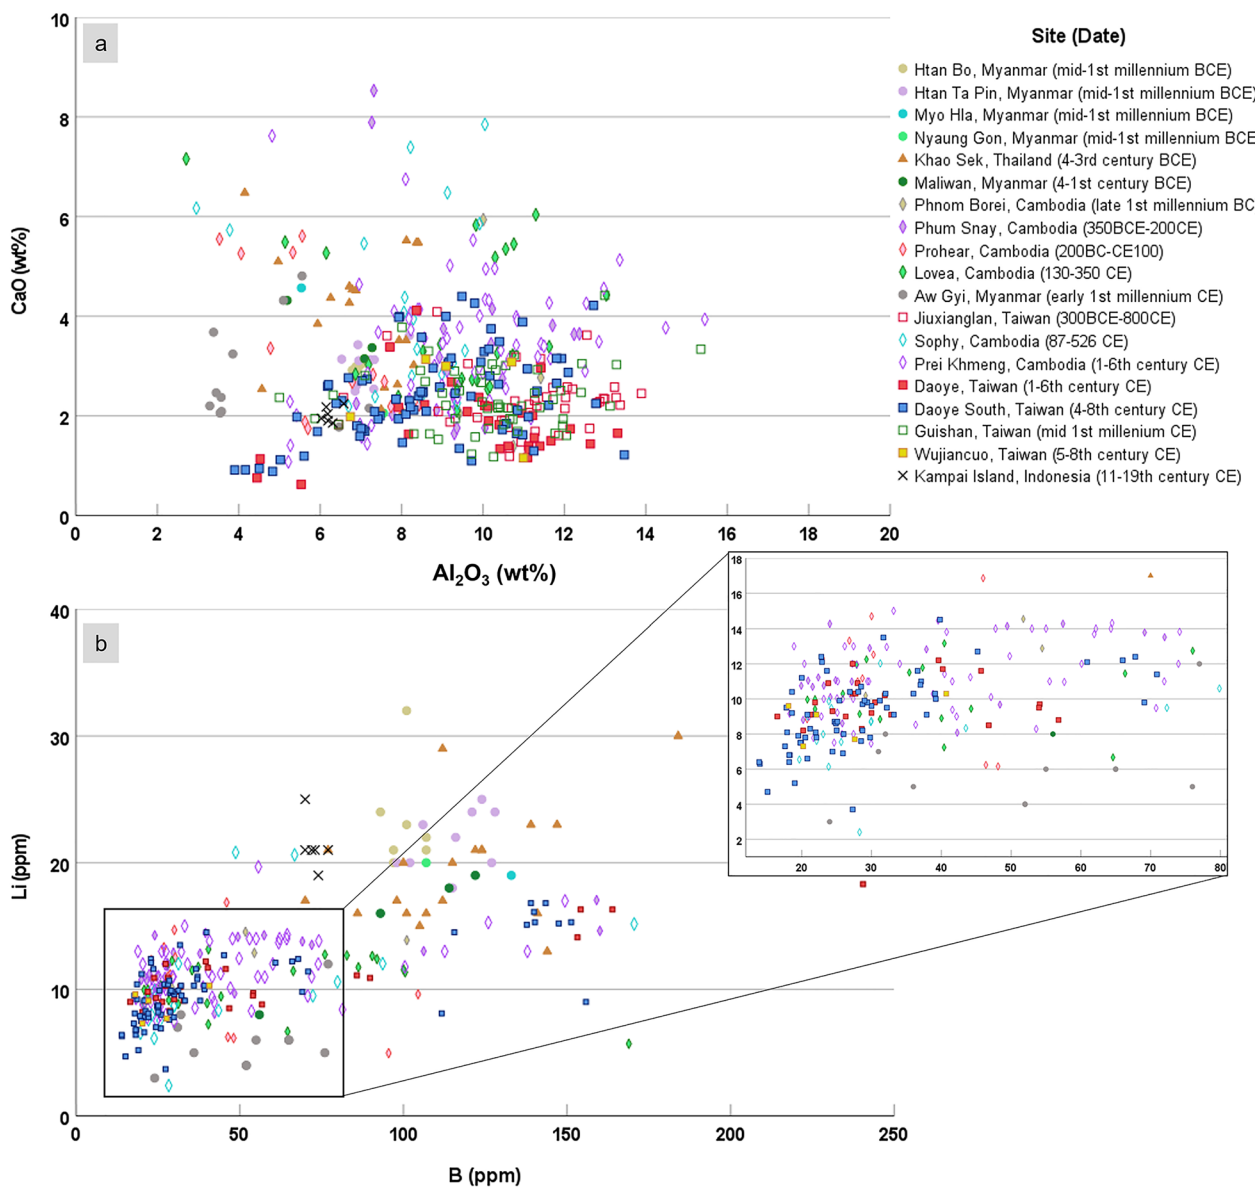 a
10
8
6
4
2
0
CaO (wt%)
0 2 4 6 8 10 12 14 16 18 20
Al₂O₃ (wt%)
Site (Date)
Htan Bo, Myanmar (mid-1st millennium BCE)
Htan Ta Pin, Myanmar (mid-1st millennium BCE)
Myo Hla, Myanmar (mid-1st millennium BCE)
Nyaung Gon, Myanmar (mid-1st millennium BCE
Khao Sek, Thailand (4-3rd century BCE)
Maliwan, Myanmar (4-1st century BCE)
Phnom Borei, Cambodia (late 1st millennium BC
Phum Snay, Cambodia (350BCE-200CE)
Prohear, Cambodia (200BC-CE100)
Lovea, Cambodia (130-350 CE)
Aw Gyi, Myanmar (early 1st millennium CE)
Jiuxianglan, Taiwan (300BCE-800CE)
Sophy, Cambodia (87-526 CE)
Prei Khmeng, Cambodia (1-6th century CE)
Daoye, Taiwan (1-6th century CE)
Daoye South, Taiwan (4-8th century CE)
Guishan, Taiwan (mid 1st millenium CE)
Wujiancuo, Taiwan (5-8th century CE)
Kampai Island, Indonesia (11-19th century CE)
b
40
30
20
10
0
Li (ppm)
0 50 100 150 200 250
B (ppm)
18
16
14
12
10
8
6
4
2
20 30 40 50 60 70 80